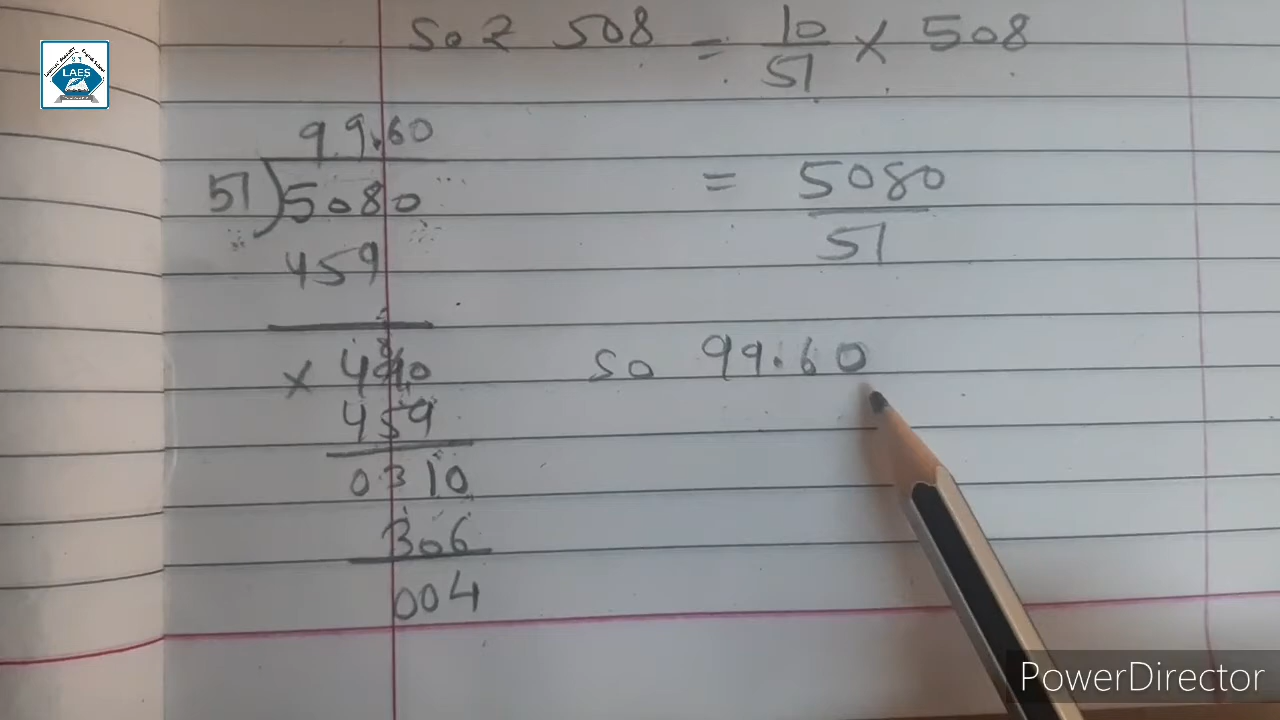 LAES
So 2 508 = 10/51 × 508
99.60
51)5080 = 5080/51
459
× 490
459 so 99.60
0310
306
004
PowerDirector